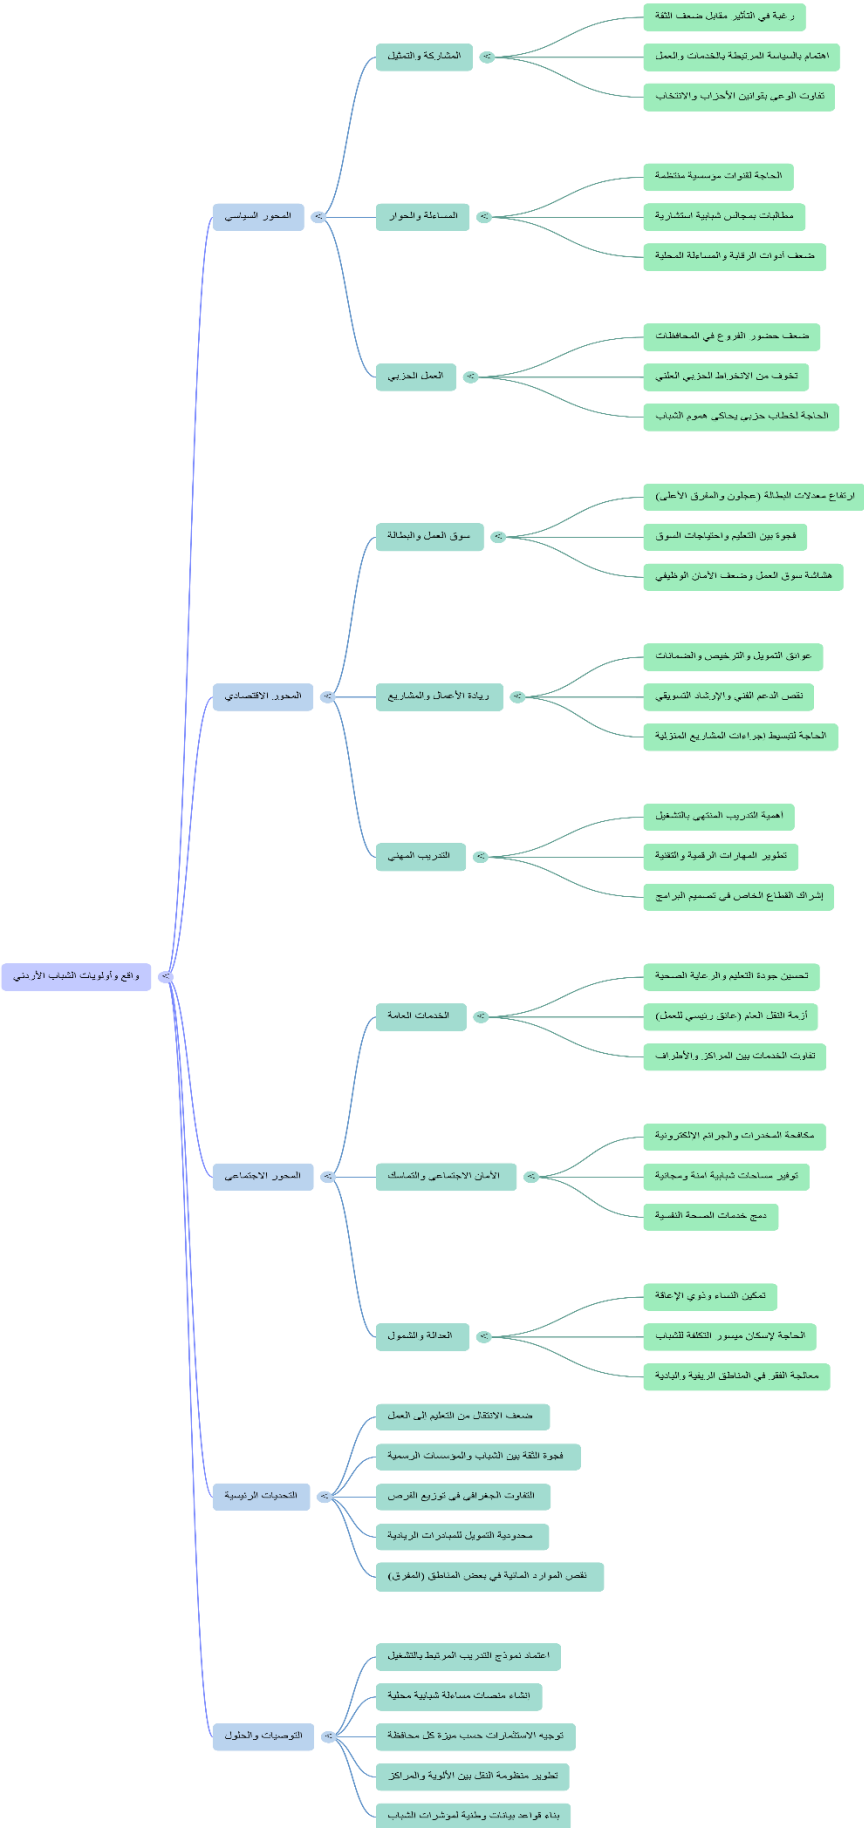 واقع وأولويات الشباب الأردني
المحور السياسي
المشاركة والتمثيل
رغبة في التأثير مقابل ضعف الثقة
اهتمام بالسياسة المرتبطة بالخدمات والعمل
تفاوت الوعي بقوانين الأحزاب والانتخاب
المساءلة والحوار
الحاجة لقنوات مؤسسية منتظمة
مطالبات بمجالس شبابية استشارية
ضعف أدوات الرقابة والمساءلة المحلية
العمل الحزبي
ضعف حضور الفروع في المحافظات
تخوف من الانخراط الحزبي العلني
الحاجة لخطاب حزبي يحاكي هموم الشباب
المحور الاقتصادي
سوق العمل والبطالة
ارتفاع معدلات البطالة (عجلون والمفرق الأعلى)
فجوة بين التعليم واحتياجات السوق
هشاشة سوق العمل وضعف الأمان الوظيفي
ريادة الأعمال والمشاريع
عوائق التمويل والترخيص والضمانات
نقص الدعم الفني والإرشاد التسويقي
الحاجة لتبسيط إجراءات المشاريع المنزلية
التدريب المهني
أهمية التدريب المنتهي بالتشغيل
تطوير المهارات الرقمية والتقنية
إشراك القطاع الخاص في تصميم البرامج
المحور الاجتماعي
الخدمات العامة
تحسين جودة التعليم والرعاية الصحية
أزمة النقل العام (عائق رئيسي للعمل)
تفاوت الخدمات بين المراكز والأطراف
الأمان الاجتماعي والتماسك
مكافحة المخدرات والجرائم الالكترونية
توفير مساحات شبابية آمنة ومجانية
دمج خدمات الصحة النفسية
العدالة والشمول
تمكين النساء وذوي الإعاقة
الحاجة لإسكان ميسور التكلفة للشباب
معالجة الفقر في المناطق الريفية والبادية
التحديات الرئيسية
ضعف الانتقال من التعليم إلى العمل
فجوة الثقة بين الشباب والمؤسسات الرسمية
التفاوت الجغرافي في توزيع الفرص
محدودية التمويل للمبادرات الريادية
نقص الموارد المائية في بعض المناطق (المفرق)
التوصيات والحلول
اعتماد نموذج التدريب المرتبط بالتشغيل
إنشاء منصات مساءلة شبابية محلية
توجيه الاستثمارات حسب ميزة كل محافظة
تطوير منظومة النقل بين الألوية والمراكز
بناء قواعد بيانات وطنية لمؤشرات الشباب